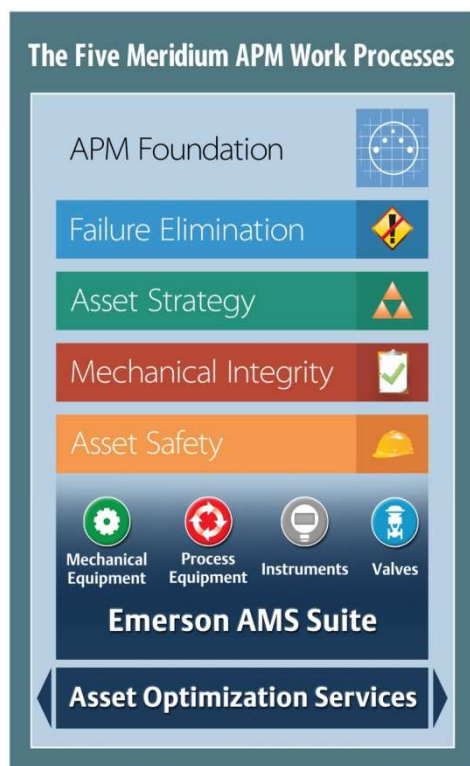 The Five Meridium APM Work Processes
APM Foundation
Failure Elimination
Asset Strategy
Mechanical Integrity
Asset Safety
Mechanical
Equipment
Process
Equipment
Instruments
Valves
Emerson AMS Suite
Asset Optimization Services